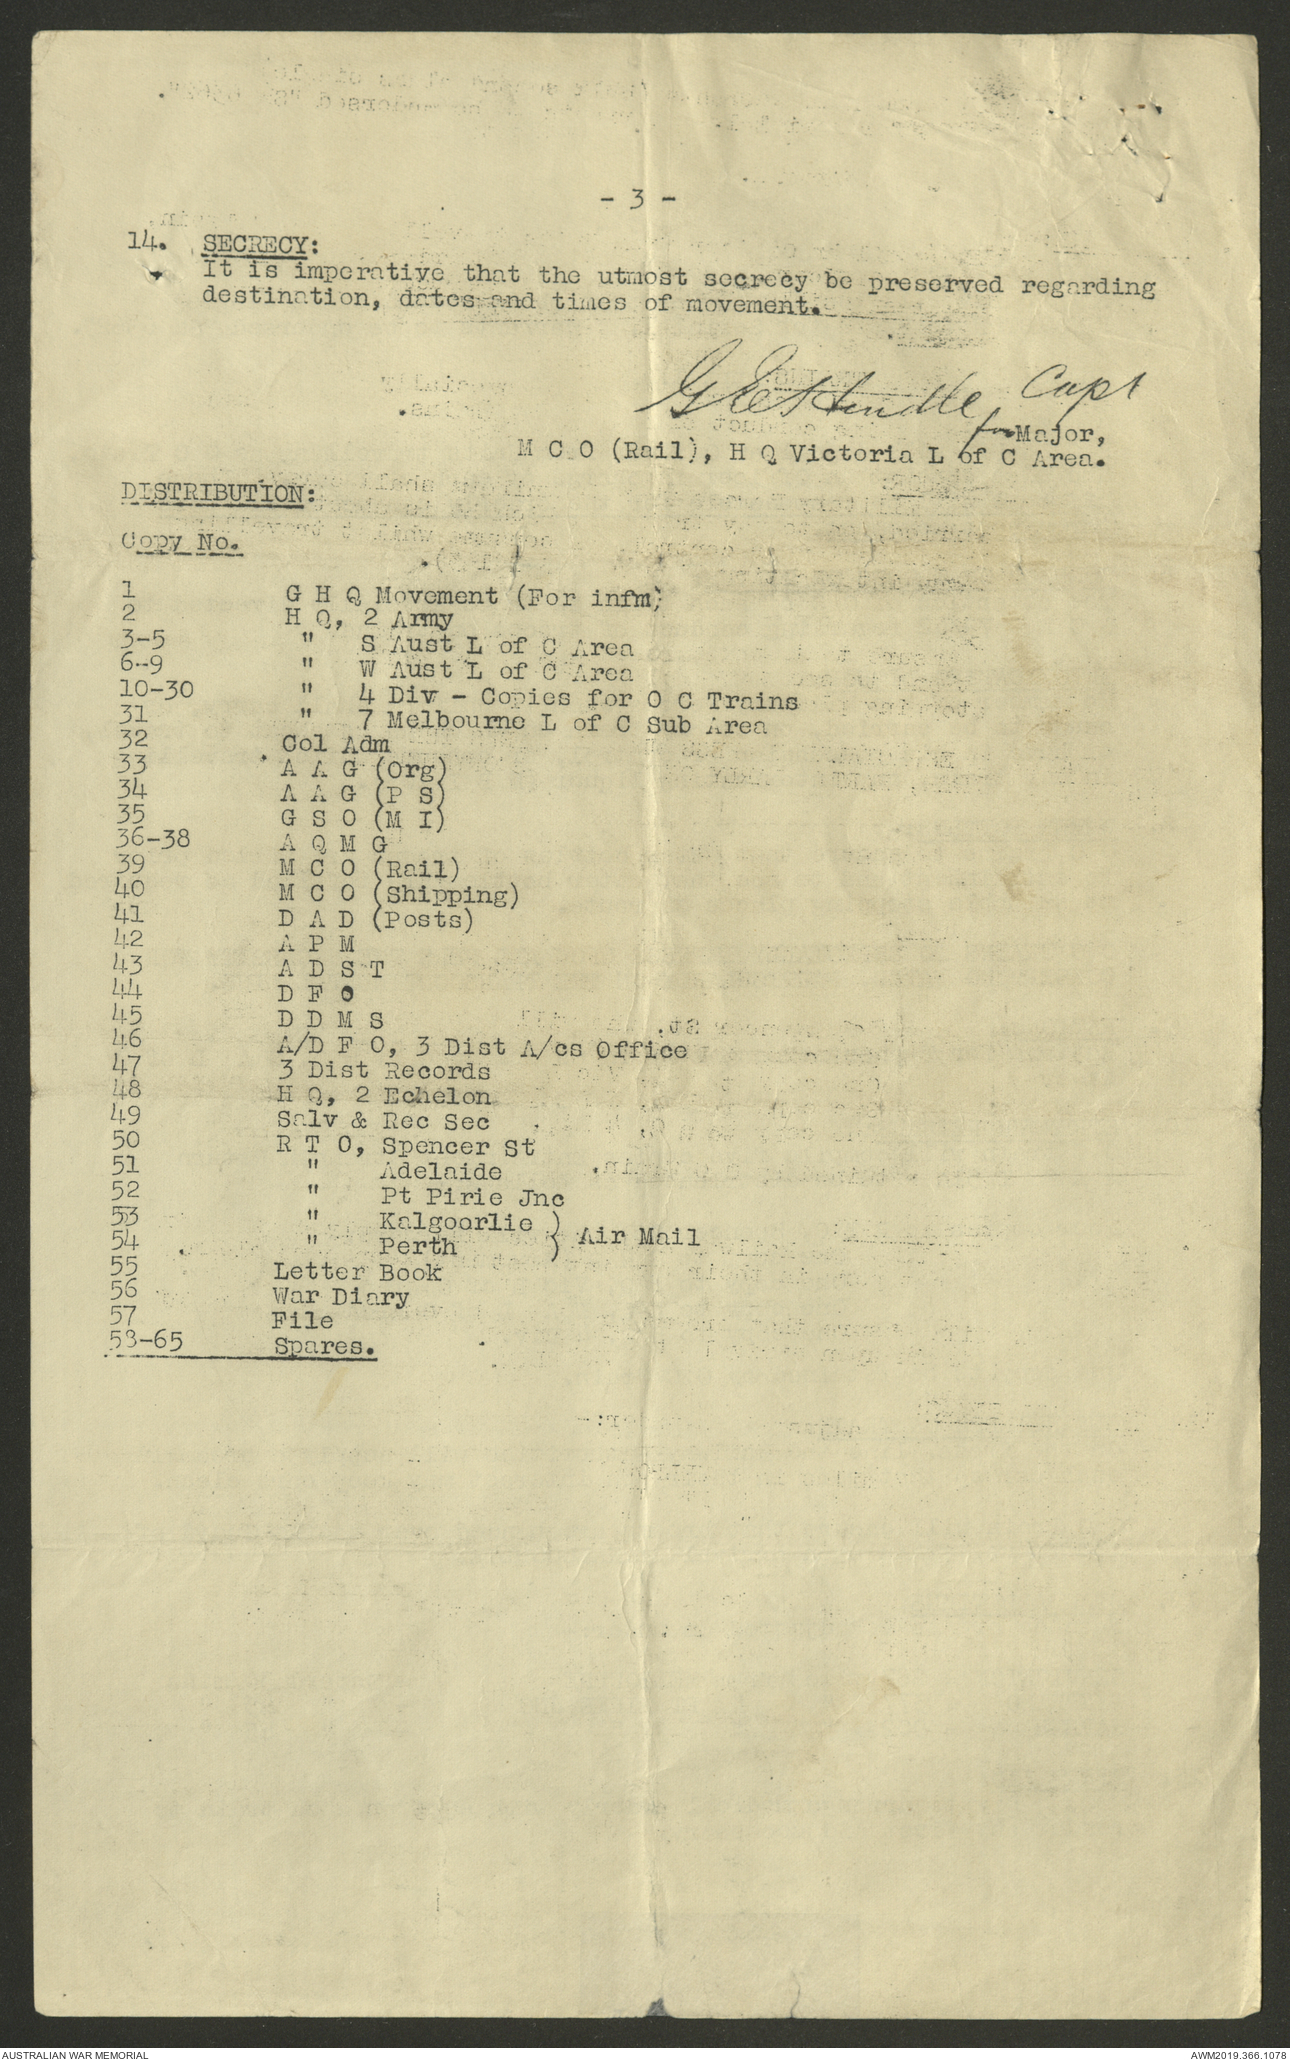 - 3 -
14. SECRECY:
It is imperative that the utmost secrecy be preserved regarding
destination, dates and times of movement.
Capt
for Major,
M C O (Rail), H Q Victoria L of C Area.
DISTRIBUTION:
Copy No.
1 G H Q Movement (For infm)
2 H Q, 2 Army
3-5 " S Aust L of C Area
6-9 " W Aust L of C Area
10-30 " 4 Div - Copies for O C Trains
31 " 7 Melbourne L of C Sub Area
32 Col Adm
33 A A G (Org)
34 A A G (P S)
35 G S O (M I)
36-38 A Q M G
39 M C O (Rail)
40 M C O (Shipping)
41 D A D (Posts)
42 A P M
43 A D S T
44 D F O
45 D D M S
46 A/D F O, 3 Dist A/cs Office
47 3 Dist Records
48 H Q, 2 Echelon
49 Salv & Rec Sec
50 R T O, Spencer St
51 " Adelaide
52 " Pt Pirie Jnc
53 " Kalgoorlie )
54 " Perth ) Air Mail
55 Letter Book
56 War Diary
57 File
58-65 Spares.
AUSTRALIAN WAR MEMORIAL
AWM2019.366.1078